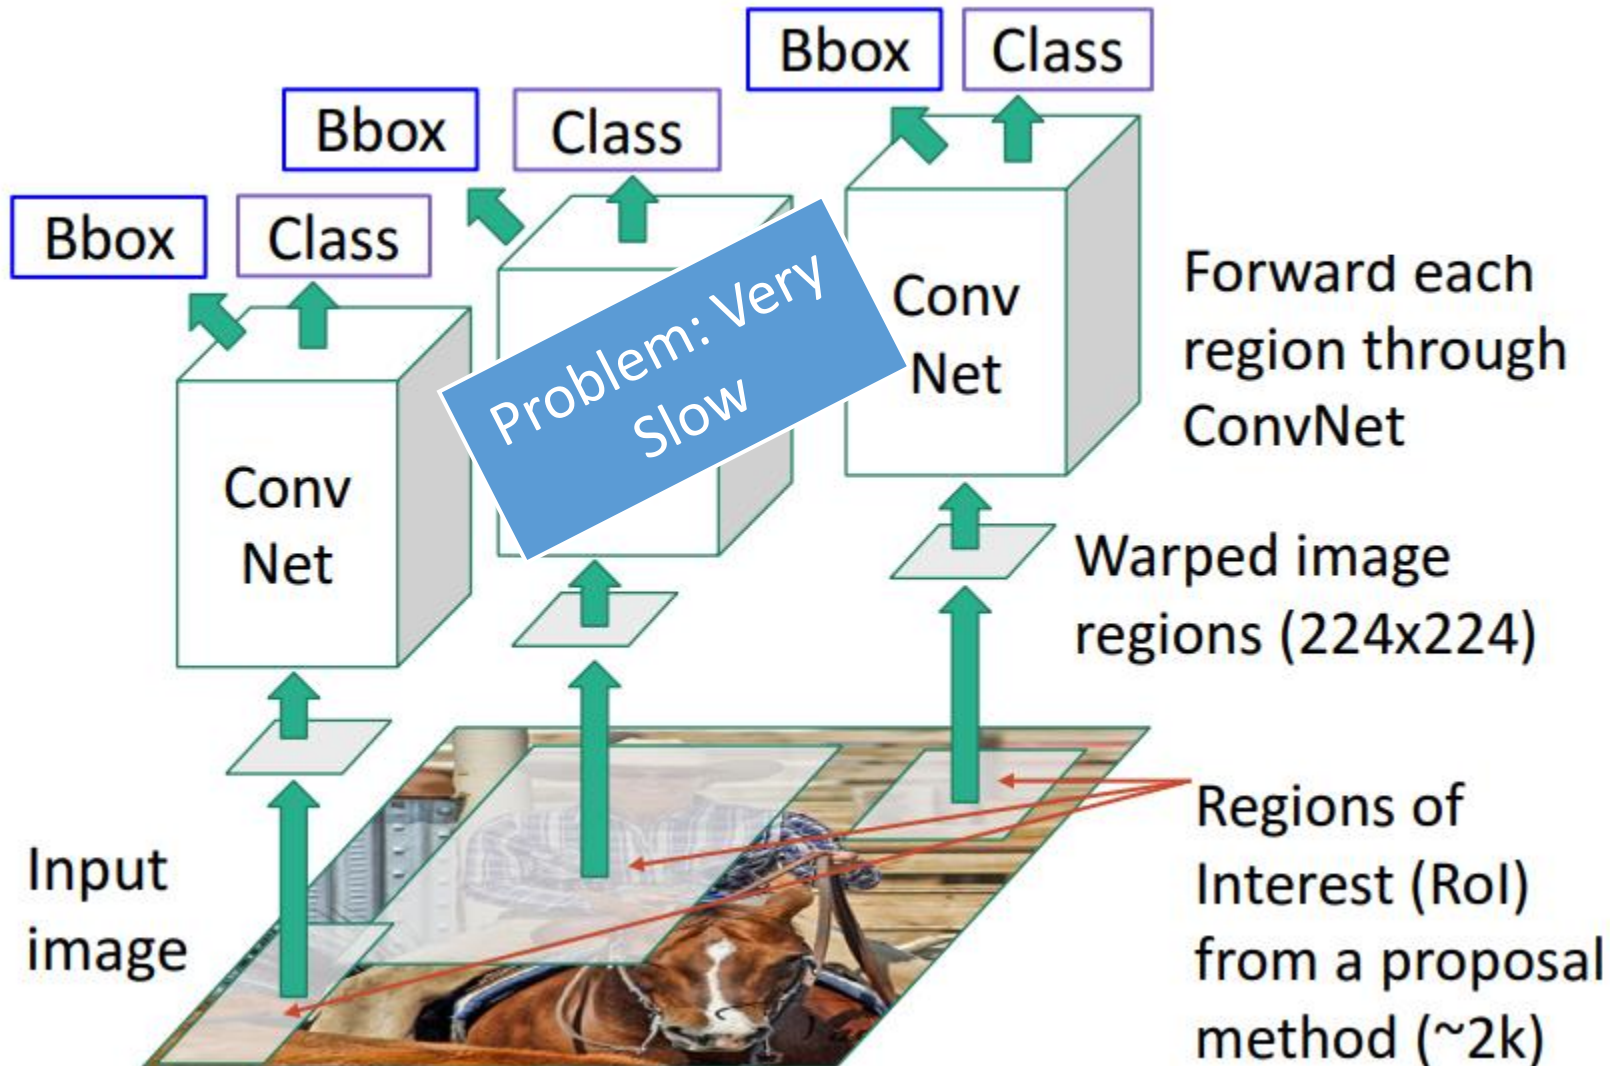 Bbox
Class
Bbox
Class
Bbox
Class
Problem: Very
Slow
Conv
Net
Conv
Net
Forward each
region through
ConvNet
Warped image
regions (224x224)
Input
image
Regions of
Interest (RoI)
from a proposal
method (~2k)